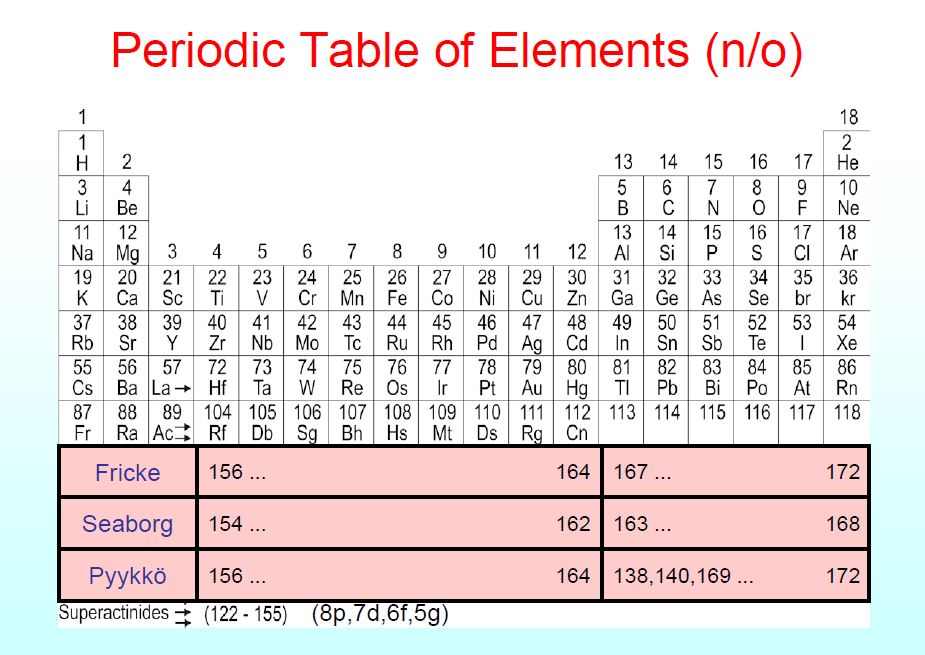 Periodic Table of Elements (n/o)
1 18
1 2
H 2 13 14 15 16 17 He
3 4 5 6 7 8 9 10
Li Be B C N O F Ne
11 12 13 14 15 16 17 18
Na Mg 3 4 5 6 7 8 9 10 11 12 Al Si P S Cl Ar
19 20 21 22 23 24 25 26 27 28 29 30 31 32 33 34 35 36
K Ca Sc Ti V Cr Mn Fe Co Ni Cu Zn Ga Ge As Se br kr
37 38 39 40 41 42 43 44 45 46 47 48 49 50 51 52 53 54
Rb Sr Y Zr Nb Mo Tc Ru Rh Pd Ag Cd In Sn Sb Te I Xe
55 56 57 72 73 74 75 76 77 78 79 80 81 82 83 84 85 86
Cs Ba La→ Hf Ta W Re Os Ir Pt Au Hg Tl Pb Bi Po At Rn
87 88 89 104 105 106 107 108 109 110 111 112 113 114 115 116 117 118
Fr Ra Ac Rf Db Sg Bh Hs Mt Ds Rg Cn
Fricke 156 ... 164 167 ... 172
Seaborg 154 ... 162 163 ... 168
Pyykkö 156 ... 164 138,140,169 ... 172
Superactinides (122 - 155) (8p,7d,6f,5g)